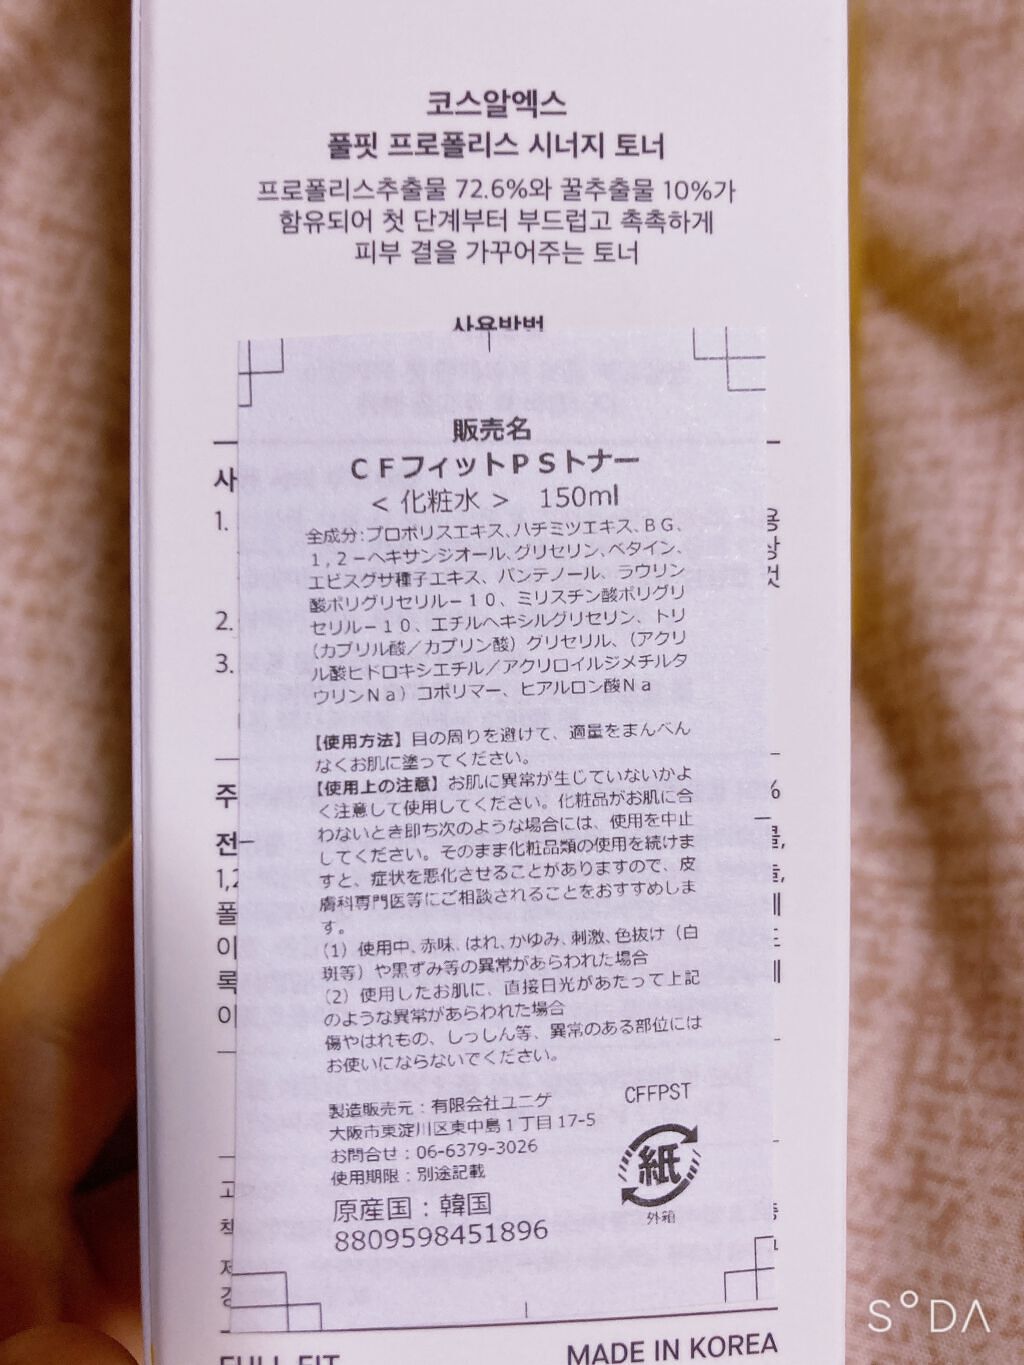 코스알엑스
풀핏 프로폴리스 시너지 토너
프로폴리스추출물 72.6%와 꿀추출물 10%가
함유되어 첫 단계부터 부드럽고 촉촉하게
피부 결을 가꾸어주는 토너
사용방법
販売名
ＣＦフィットＰＳトナー
＜ 化粧水 ＞ 150ml
全成分:プロポリスエキス､ハチミツエキス､ＢＧ、
１,２－ヘキサンジオール､グリセリン､ベタイン、
エビスグサ種子エキス、パンテノール、ラウリン
酸ポリグリセリル－１０、ミリスチン酸ポリグリ
セリル－１０、エチルヘキシルグリセリン、トリ
（カプリル酸／カプリン酸）グリセリル、（アクリ
ル酸ヒドロキシエチル／アクリロイルジメチルタ
ウリンＮａ）コポリマー、ヒアルロン酸Ｎａ
【使用方法】目の周りを避けて、適量をまんべん
なくお肌に塗ってください。
【使用上の注意】お肌に異常が生じていないかよ
く注意して使用してください。化粧品がお肌に合
わないとき即ち次のような場合には、使用を中止
してください。そのまま化粧品類の使用を続けま
すと、症状を悪化させることがありますので、皮
膚科専門医等にご相談されることをおすすめしま
す。
（1）使用中､赤味､はれ､かゆみ､刺激､色抜け（白
斑等）や黒ずみ等の異常があらわれた場合
（2）使用したお肌に、直接日光があたって上記
のような異常があらわれた場合
傷やはれもの、しっしん等、異常のある部位には
お使いにならないでください。
製造販売元：有限会社ユニゲ
大阪市東淀川区東中島１丁目17-5
お問合せ：06-6379-3026
使用期限：別途記載
原産国：韓国
8809598451896
CFFPST
紙
外箱
사
1.
2.
3.
주
전
1,2
폴
이
록
이
고
책
FULL FIT
MADE IN KOREA
S°DA